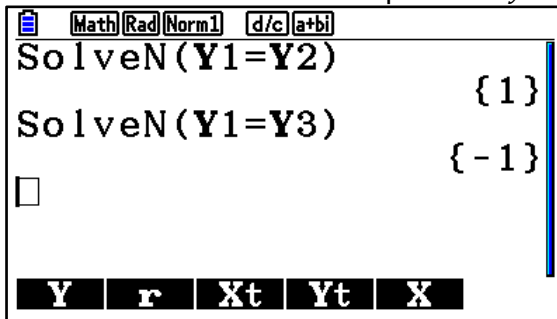 Math Rad Norm1 d/c a+bi
SolveN(Y1=Y2)
{1}
SolveN(Y1=Y3)
{-1}
Y r Xt Yt X